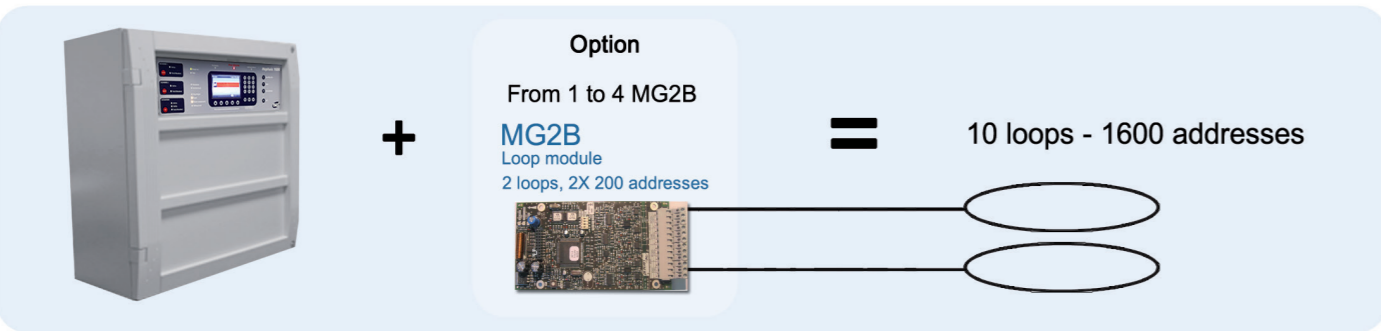 Option
From 1 to 4 MG2B
MG2B
Loop module
2 loops, 2X 200 addresses
+
=
10 loops - 1600 addresses